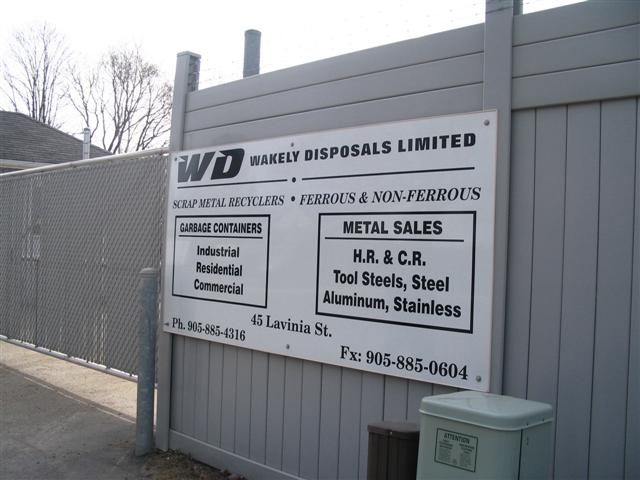 WD WAKELY DISPOSALS LIMITED
SCRAP METAL RECYCLERS • FERROUS & NON-FERROUS
GARBAGE CONTAINERS
Industrial
Residential
Commercial
METAL SALES
H.R. & C.R.
Tool Steels, Steel
Aluminum, Stainless
Ph. 905-885-4316
45 Lavinia St.
Fx: 905-885-0604
ATTENTION